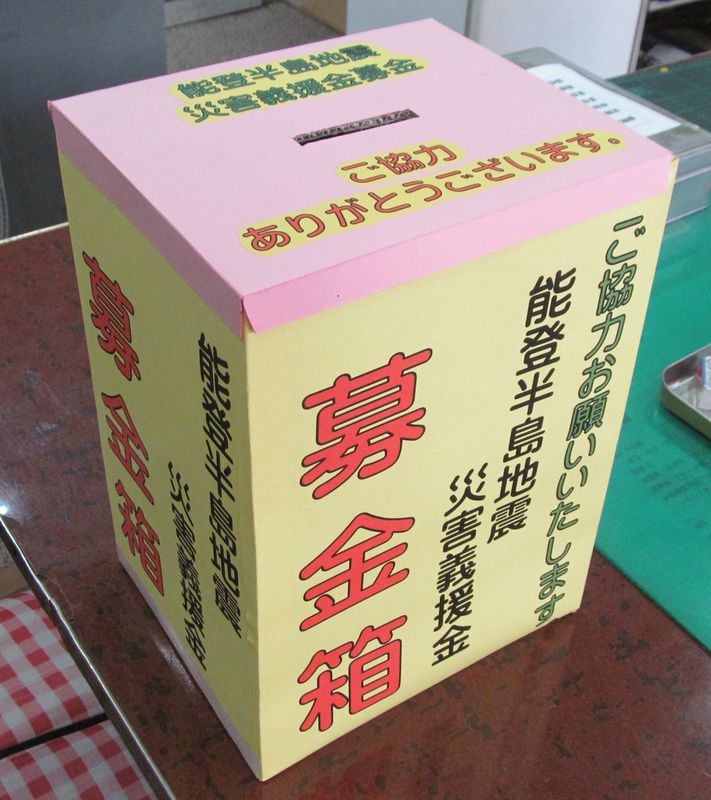 能登半島地震
災害義援金募金
ご協力
ありがとうございます。
ご協力お願いいたします
能登半島地震
災害義援金
募金箱
能登半島地震
災害義援金
募金箱